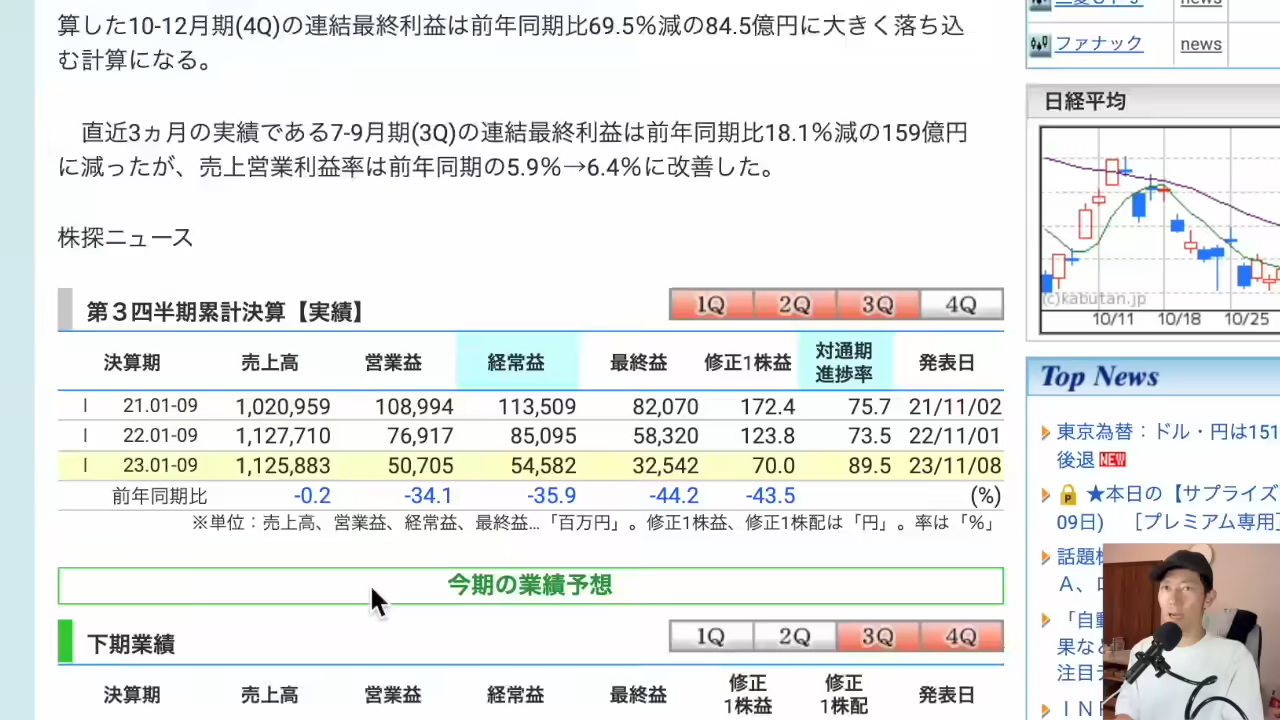 算した10-12月期(4Q)の連結最終利益は前年同期比69.5％減の84.5億円に大きく落ち込
む計算になる。
直近3ヵ月の実績である7-9月期(3Q)の連結最終利益は前年同期比18.1％減の159億円
に減ったが、売上営業利益率は前年同期の5.9％→6.4％に改善した。
株探ニュース
第３四半期累計決算【実績】
1Q 2Q 3Q 4Q
決算期 売上高 営業益 経常益 最終益 修正1株益 対通期進捗率 発表日
I 21.01-09 1,020,959 108,994 113,509 82,070 172.4 75.7 21/11/02
I 22.01-09 1,127,710 76,917 85,095 58,320 123.8 73.5 22/11/01
I 23.01-09 1,125,883 50,705 54,582 32,542 70.0 89.5 23/11/08
前年同期比 -0.2 -34.1 -35.9 -44.2 -43.5 (%)
※単位：売上高、営業益、経常益、最終益…「百万円」。修正1株益、修正1株配は「円」。率は「％」
今期の業績予想
下期業績
1Q 2Q 3Q 4Q
決算期 売上高 営業益 経常益 最終益 修正1株益 修正1株配 発表日
news
ファナック news
日経平均
(c)kabutan.jp
10/11 10/18 10/25
Top News
東京為替：ドル・円は151
後退 NEW
★本日の【サプライズ
09日) ［プレミアム専用］
話題株
Ａ、ロ
「自動
果な
注目
ＩＮＦ